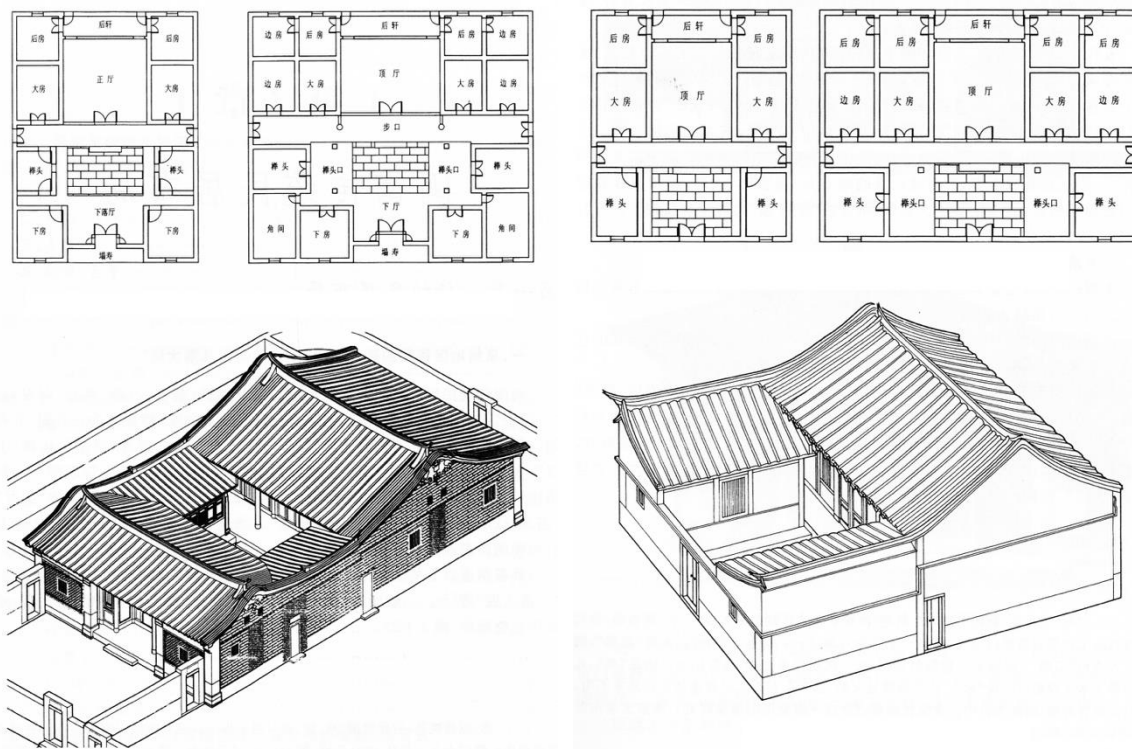 后房 后轩 后房
大房 正厅 大房
榉头 榉头
下落厅
下房 下房
塌寿
边房 后房 后轩 后房 边房
边房 大房 顶厅 大房 边房
步口
榉头 榉头口 榉头口 榉头
下厅
角间 下房 下房 角间
塌寿
后房 后轩 后房
大房 顶厅 大房
榉头 榉头
后房 后房 后轩 后房 后房
边房 大房 顶厅 大房 边房
榉头 榉头口 榉头口 榉头